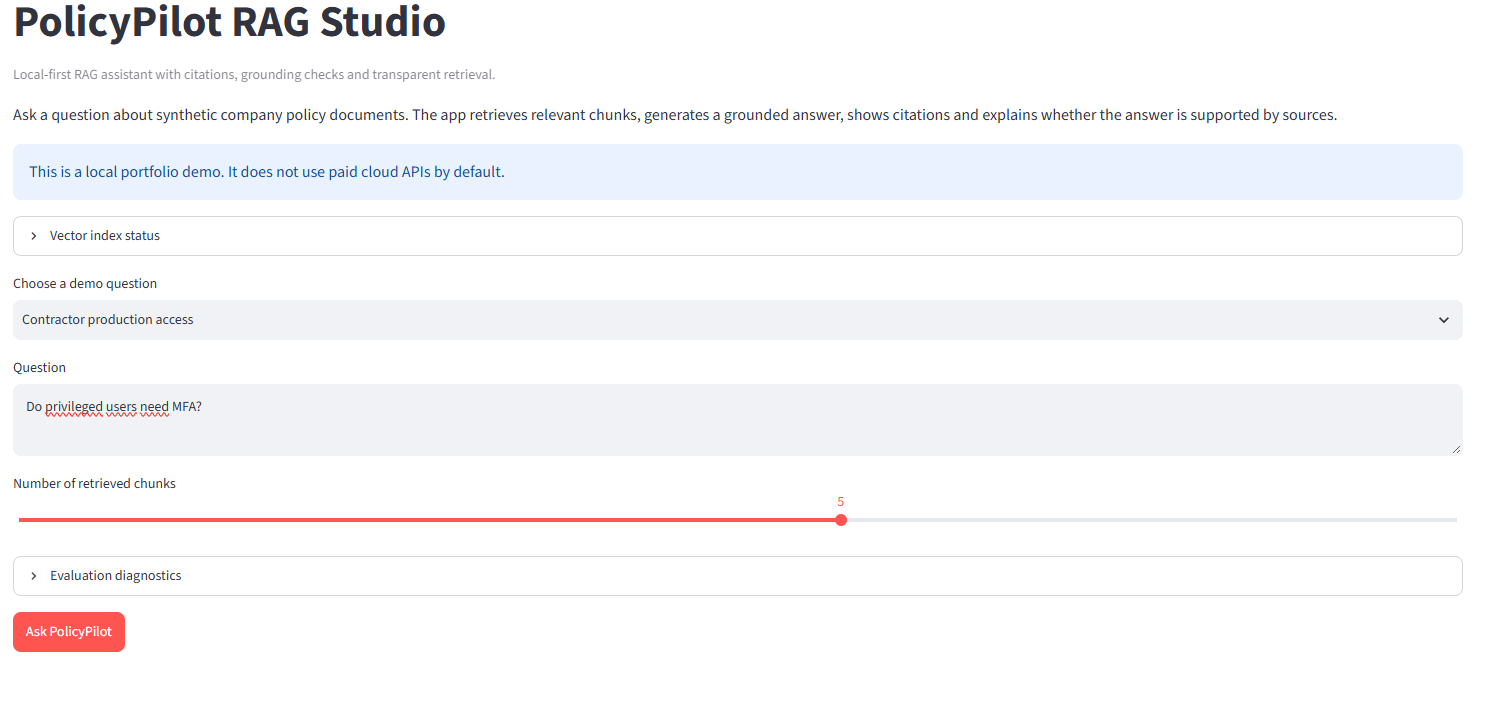 PolicyPilot RAG Studio
Local-first RAG assistant with citations, grounding checks and transparent retrieval.
Ask a question about synthetic company policy documents. The app retrieves relevant chunks, generates a grounded answer, shows citations and explains whether the answer is supported by sources.
This is a local portfolio demo. It does not use paid cloud APIs by default.
Vector index status
Choose a demo question
Contractor production access
Question
Do privileged users need MFA?
Number of retrieved chunks
5
Evaluation diagnostics
Ask PolicyPilot